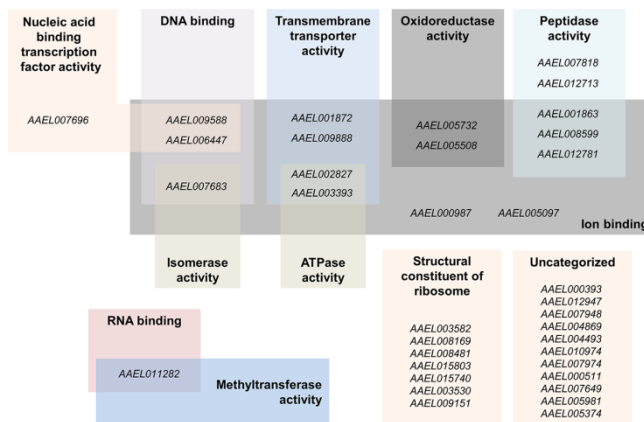 Nucleic acid
binding
transcription
factor activity
AAEL007696
DNA binding
AAEL009588
AAEL006447
AAEL007683
Isomerase
activity
Transmembrane
transporter
activity
AAEL001872
AAEL009888
AAEL002827
AAEL003393
ATPase
activity
Oxidoreductase
activity
AAEL005732
AAEL005508
Peptidase
activity
AAEL007818
AAEL012713
AAEL001863
AAEL008599
AAEL012781
AAEL000987
AAEL005097
Ion binding
RNA binding
AAEL011282
Methyltransferase
activity
Structural
constituent of
ribosome
AAEL003582
AAEL008169
AAEL008481
AAEL015803
AAEL015740
AAEL003530
AAEL009151
Uncategorized
AAEL000393
AAEL012947
AAEL007948
AAEL004869
AAEL004493
AAEL010974
AAEL007974
AAEL000511
AAEL007649
AAEL005981
AAEL005374